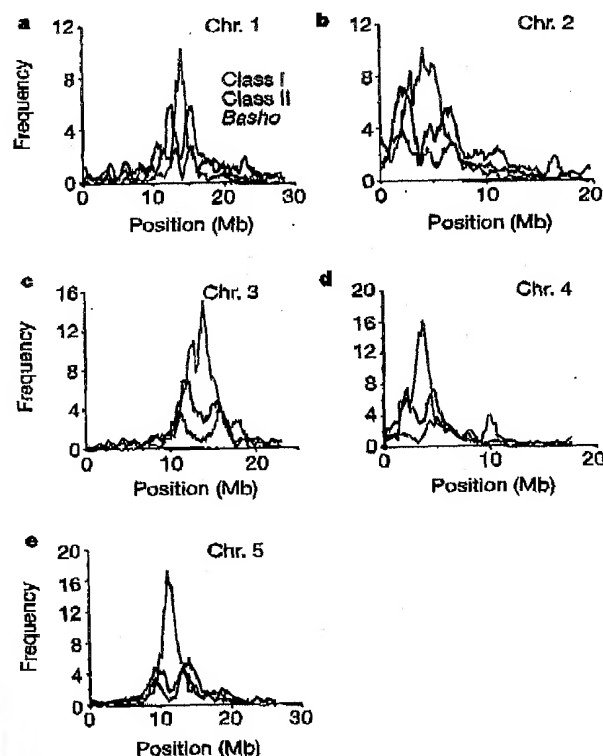 a
Chr. 1
12
8
4
0
Frequency
Class I
Class II
Basho
0 10 20 30
Position (Mb)
b
Chr. 2
12
8
4
0
0 10 20
Position (Mb)
c
Chr. 3
16
12
8
4
0
Frequency
0 10 20
Position (Mb)
d
Chr. 4
20
16
12
8
4
0
0 10 20
Position (Mb)
e
Chr. 5
20
16
12
8
4
0
Frequency
0 10 20 30
Position (Mb)